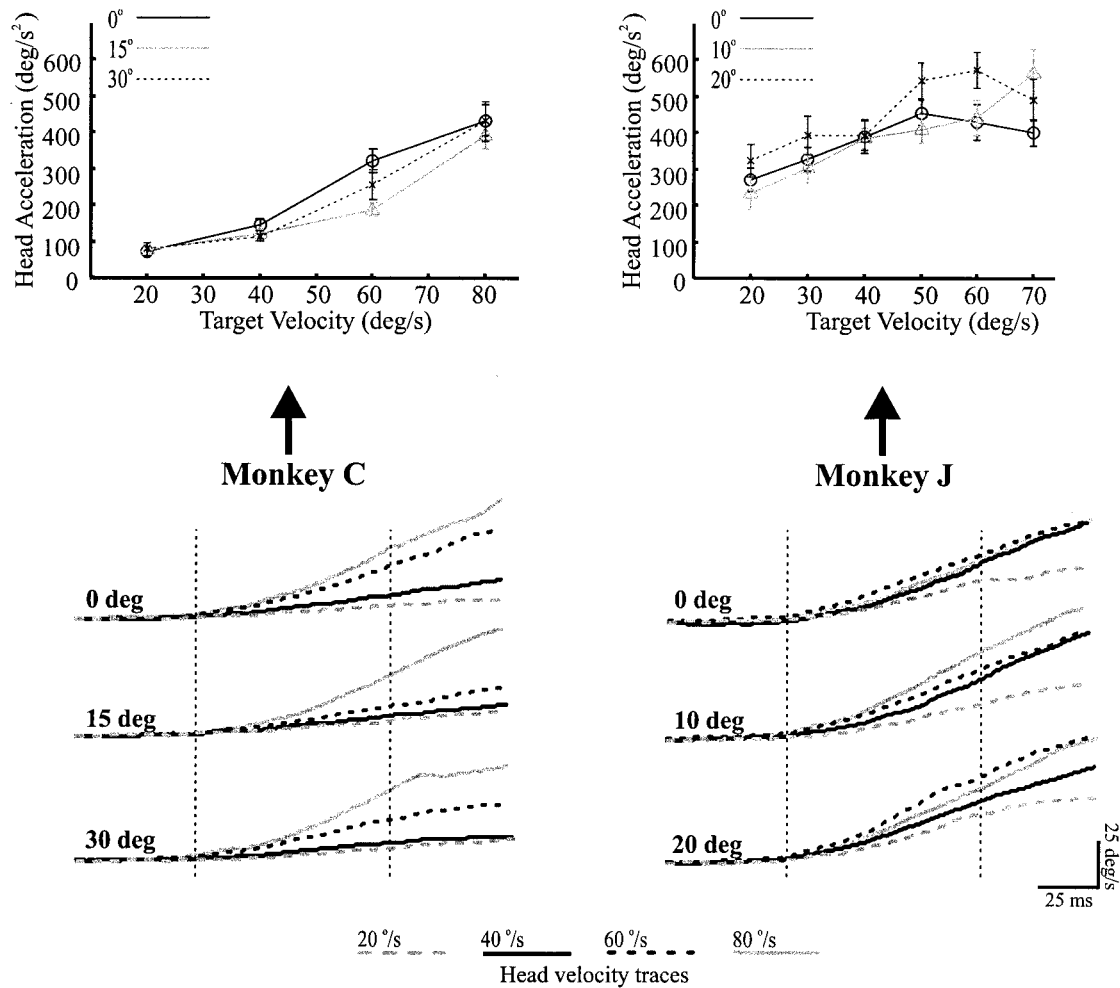 0°
15°
30°
Head Acceleration (deg/s²)
600
500
400
300
200
100
0
20 30 40 50 60 70 80
Target Velocity (deg/s)
0°
10°
20°
Head Acceleration (deg/s²)
600
500
400
300
200
100
0
20 30 40 50 60 70
Target Velocity (deg/s)
Monkey C
Monkey J
0 deg
15 deg
30 deg
0 deg
10 deg
20 deg
25 deg/s
25 ms
20 °/s 40 °/s 60 °/s 80 °/s
Head velocity traces